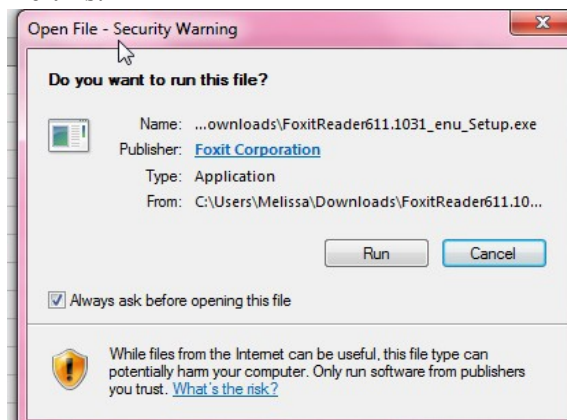 Open File - Security Warning
Do you want to run this file?
Name: ...ownloads\FoxitReader611.1031_enu_Setup.exe
Publisher: Foxit Corporation
Type: Application
From: C:\Users\Melissa\Downloads\FoxitReader611.10...
Run Cancel
Always ask before opening this file
While files from the Internet can be useful, this file type can
potentially harm your computer. Only run software from publishers
you trust. What's the risk?